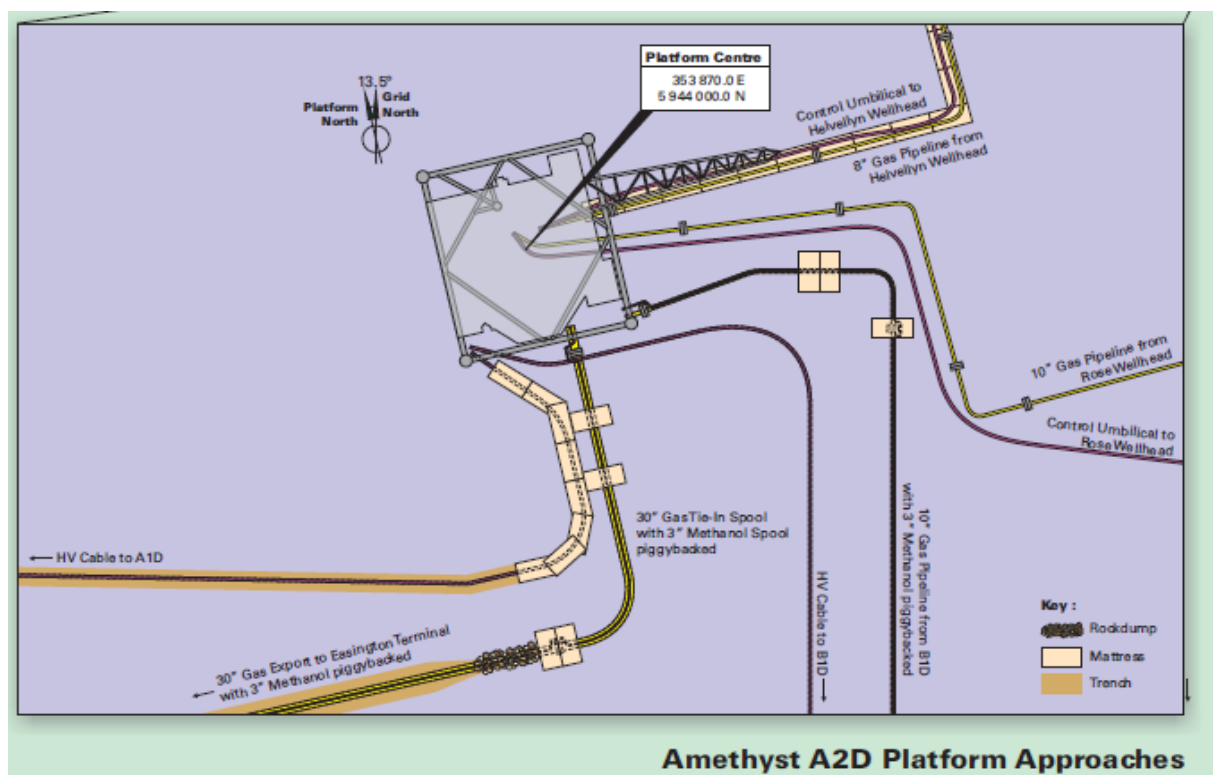 Platform Centre
353 870.0 E
5 944 000.0 N
13.5°
Grid
North
Platform
North
Control Umbilical to
Helvellyn Wellhead
8" Gas Pipeline from
Helvellyn Wellhead
10" Gas Pipeline from
Rose Wellhead
Control Umbilical to
Rose Wellhead
30" Gas Tie-In Spool
with 3" Methanol Spool
piggybacked
HV Cable to A1D
HV Cable to B1D
10" Gas Pipeline from B1D
with 3" Methanol piggybacked
30" Gas Export to Easington Terminal
with 3" Methanol piggybacked
Key :
Rockdump
Mattress
Trench
Amethyst A2D Platform Approaches